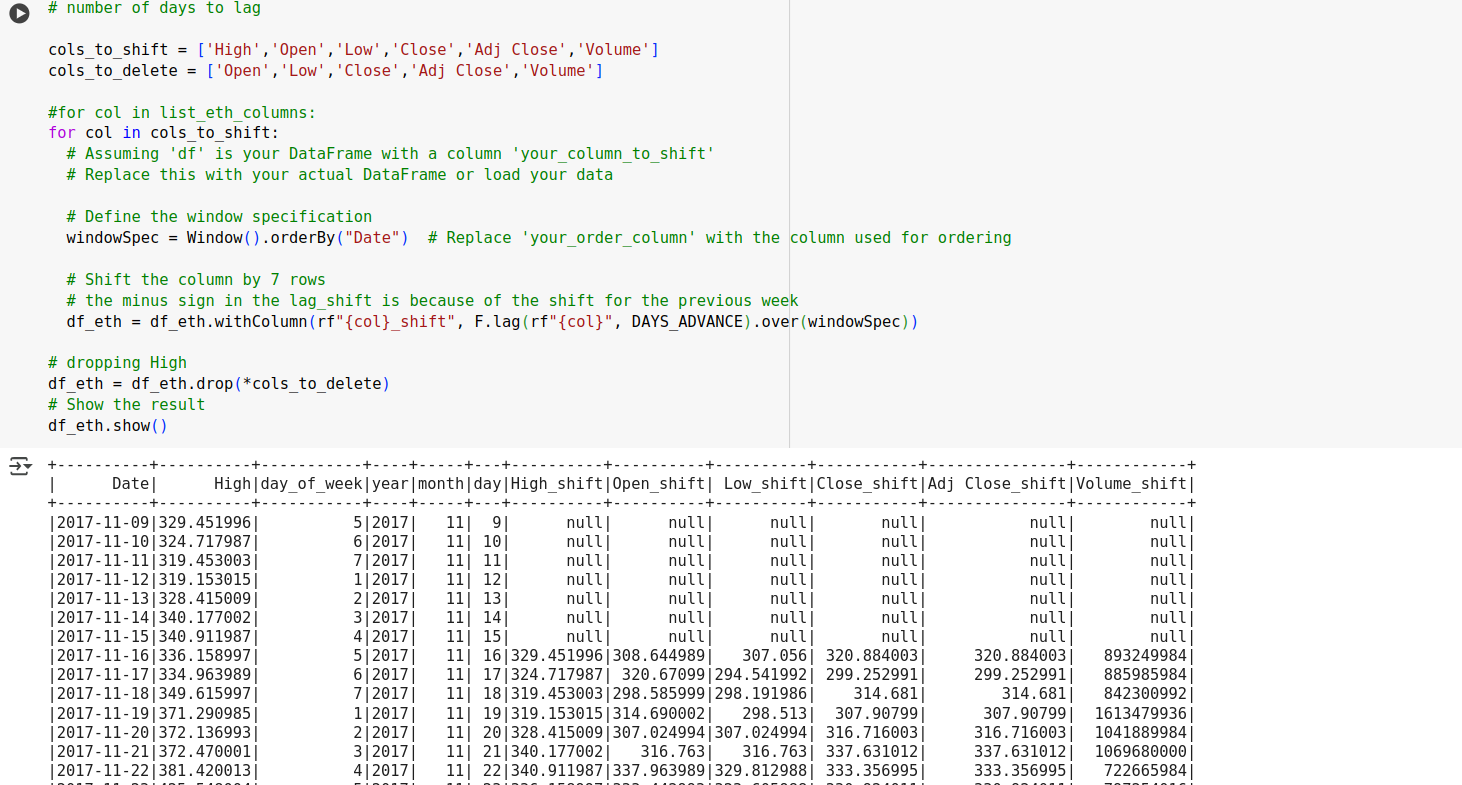 # number of days to lag
cols_to_shift = ['High','Open','Low','Close','Adj Close','Volume']
cols_to_delete = ['Open','Low','Close','Adj Close','Volume']
#for col in list_eth_columns:
for col in cols_to_shift:
  # Assuming 'df' is your DataFrame with a column 'your_column_to_shift'
  # Replace this with your actual DataFrame or load your data
  # Define the window specification
  windowSpec = Window().orderBy("Date")  # Replace 'your_order_column' with the column used for ordering
  # Shift the column by 7 rows
  # the minus sign in the lag_shift is because of the shift for the previous week
  df_eth = df_eth.withColumn(rf"{col}_shift", F.lag(rf"{col}", DAYS_ADVANCE).over(windowSpec))
# dropping High
df_eth = df_eth.drop(*cols_to_delete)
# Show the result
df_eth.show()
+----------+----------+-----------+----+-----+---+----------+----------+----------+-----------+---------------+------------+
|      Date|      High|day_of_week|year|month|day|High_shift|Open_shift| Low_shift|Close_shift|Adj Close_shift|Volume_shift|
+----------+----------+-----------+----+-----+---+----------+----------+----------+-----------+---------------+------------+
|2017-11-09|329.451996|          5|2017|   11|  9|      null|      null|      null|       null|           null|        null|
|2017-11-10|324.717987|          6|2017|   11| 10|      null|      null|      null|       null|           null|        null|
|2017-11-11|319.453003|          7|2017|   11| 11|      null|      null|      null|       null|           null|        null|
|2017-11-12|319.153015|          1|2017|   11| 12|      null|      null|      null|       null|           null|        null|
|2017-11-13|328.415009|          2|2017|   11| 13|      null|      null|      null|       null|           null|        null|
|2017-11-14|340.177002|          3|2017|   11| 14|      null|      null|      null|       null|           null|        null|
|2017-11-15|340.911987|          4|2017|   11| 15|      null|      null|      null|       null|           null|        null|
|2017-11-16|336.158997|          5|2017|   11| 16|329.451996|308.644989|   307.056| 320.884003|     320.884003|   893249984|
|2017-11-17|334.963989|          6|2017|   11| 17|324.717987| 320.67099|294.541992| 299.252991|     299.252991|   885985984|
|2017-11-18|349.615997|          7|2017|   11| 18|319.453003|298.585999|298.191986|    314.681|        314.681|   842300992|
|2017-11-19|371.290985|          1|2017|   11| 19|319.153015|314.690002|   298.513|  307.90799|      307.90799|  1613479936|
|2017-11-20|372.136993|          2|2017|   11| 20|328.415009|307.024994|307.024994| 316.716003|     316.716003|  1041889984|
|2017-11-21|372.470001|          3|2017|   11| 21|340.177002|   316.763|   316.763| 337.631012|     337.631012|  1069680000|
|2017-11-22|381.420013|          4|2017|   11| 22|340.911987|337.963989|329.812988| 333.356995|     333.356995|   722665984|